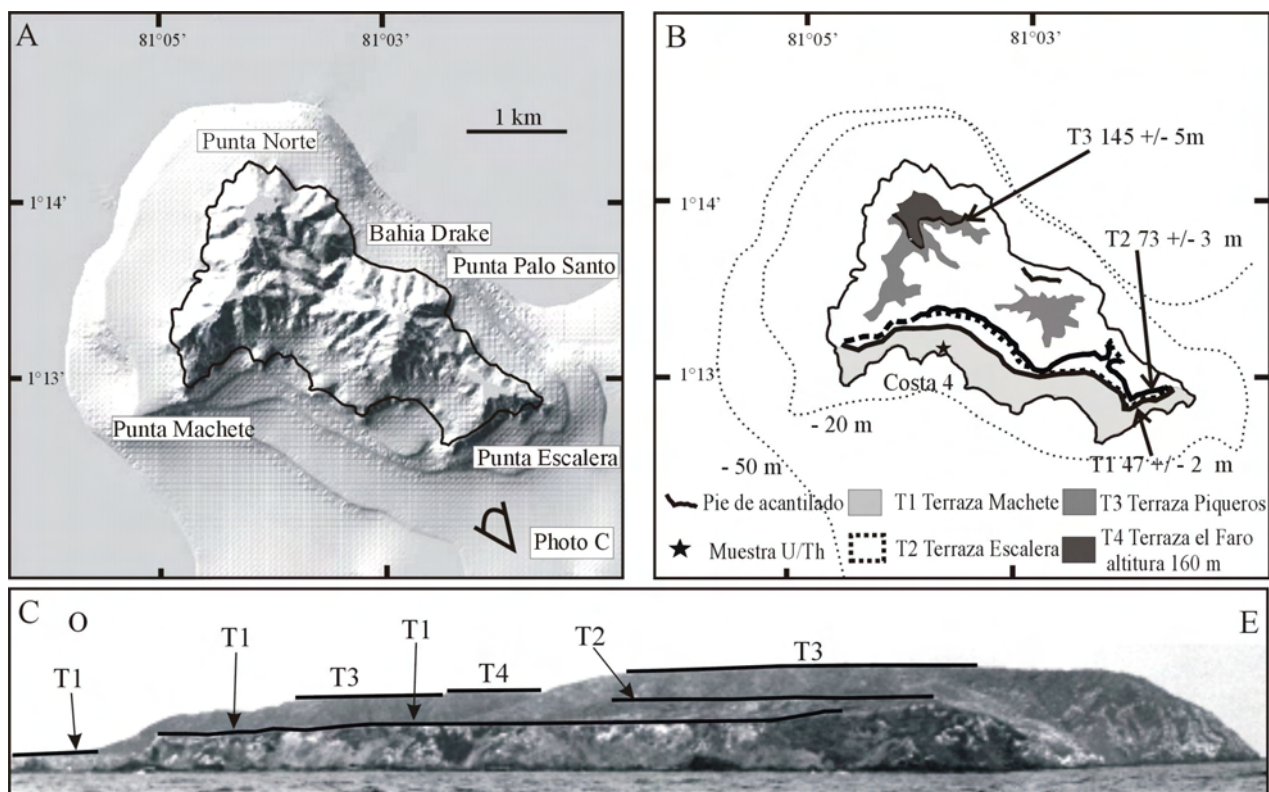 A
81°05'
81°03'
1 km
Punta Norte
1°14'
Bahia Drake
Punta Palo Santo
1°13'
Punta Machete
Punta Escalera
Photo C
B
81°05'
81°03'
T3 145 +/- 5m
1°14'
T2 73 +/- 3 m
1°13'
Costa 4
- 20 m
- 50 m
T1 47 +/- 2 m
Pie de acantilado
T1 Terraza Machete
T3 Terraza Piqueros
Muestra U/Th
T2 Terraza Escalera
T4 Terraza el Faro
altitura 160 m
C
O
E
T1
T1
T3
T1
T4
T2
T3